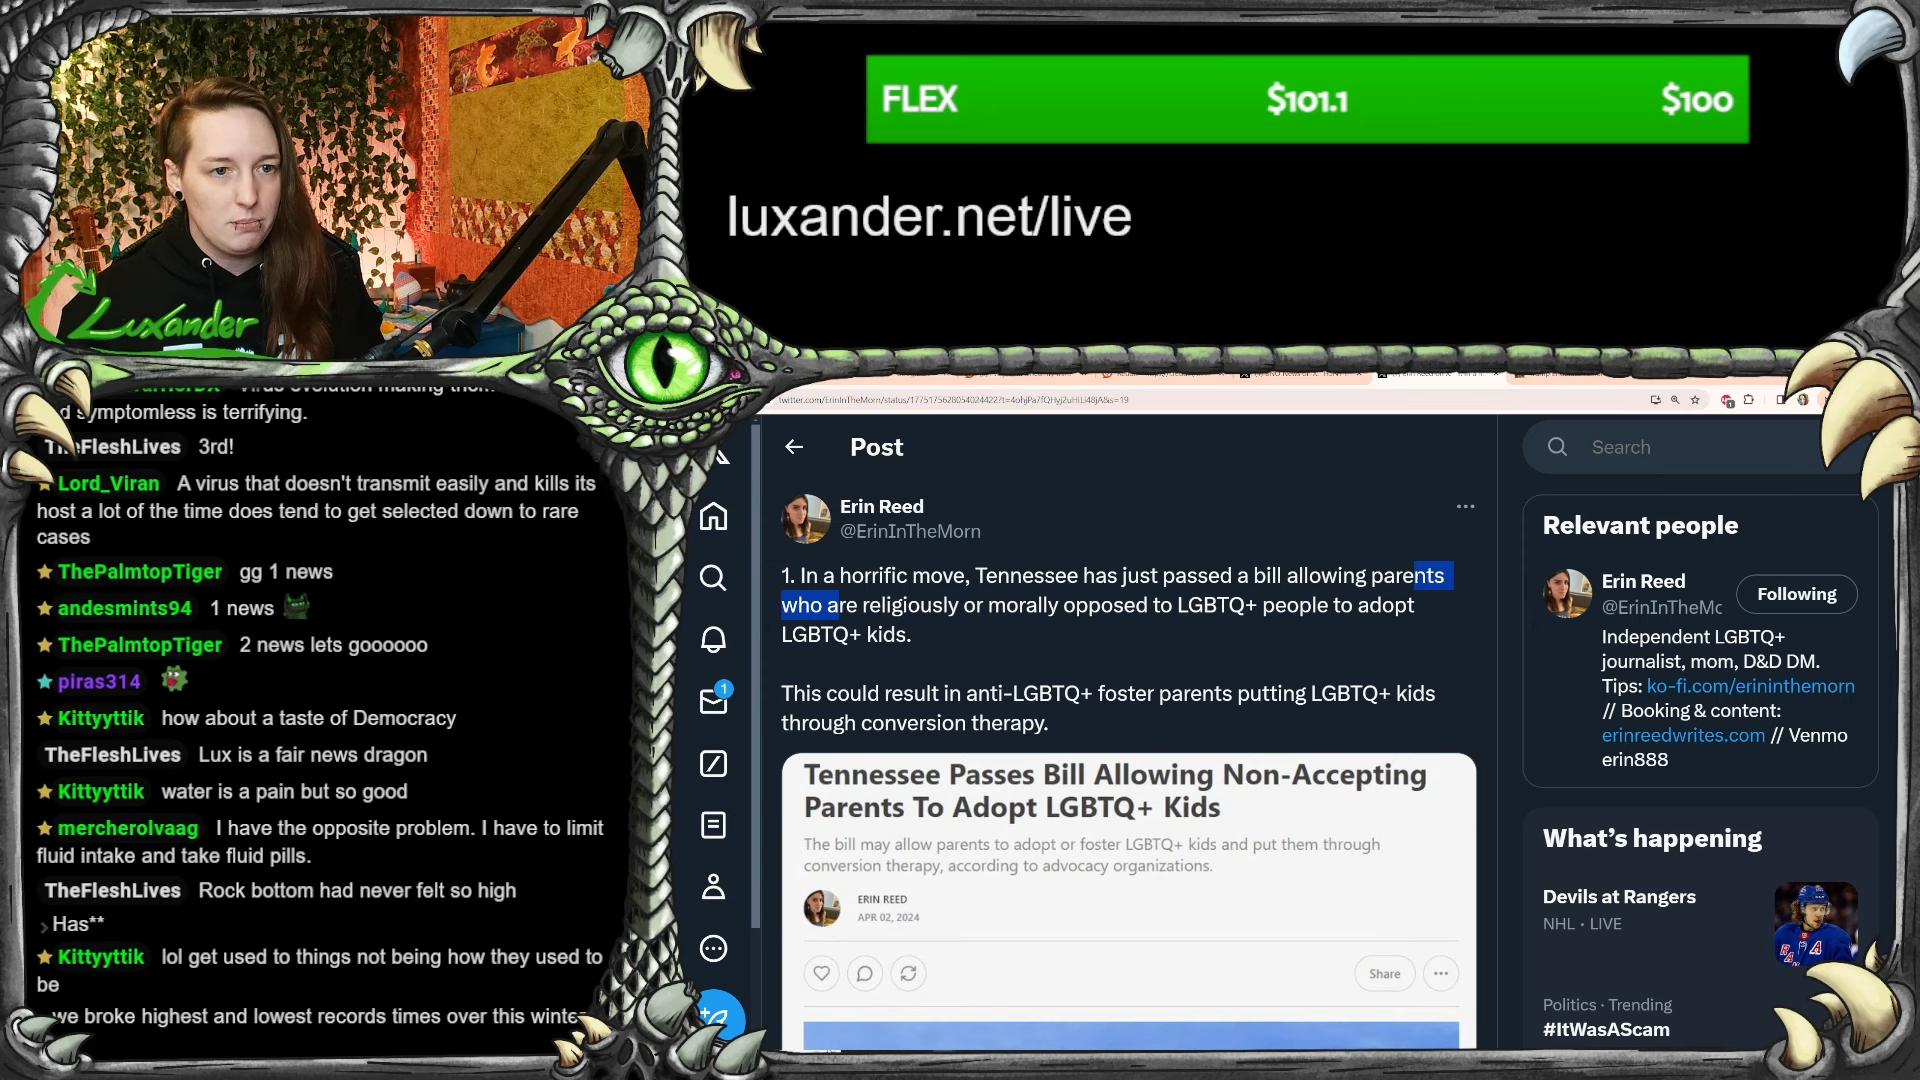 FLEX $101.1 $100
luxander.net/live
Luxander
d symptomless is terrifying.
TheFleshLives 3rd!
Lord_Viran A virus that doesn't transmit easily and kills its
host a lot of the time does tend to get selected down to rare
cases
ThePalmtopTiger gg 1 news
andesmints94 1 news
ThePalmtopTiger 2 news lets goooooo
piras314
Kittyyttik how about a taste of Democracy
TheFleshLives Lux is a fair news dragon
Kittyyttik water is a pain but so good
mercherolvaag I have the opposite problem. I have to limit
fluid intake and take fluid pills.
TheFleshLives Rock bottom had never felt so high
Has**
Kittyyttik lol get used to things not being how they used to
be
we broke highest and lowest records times over this winte
Post
Erin Reed
@ErinInTheMorn
1. In a horrific move, Tennessee has just passed a bill allowing parents
who are religiously or morally opposed to LGBTQ+ people to adopt
LGBTQ+ kids.
This could result in anti-LGBTQ+ foster parents putting LGBTQ+ kids
through conversion therapy.
Tennessee Passes Bill Allowing Non-Accepting
Parents To Adopt LGBTQ+ Kids
The bill may allow parents to adopt or foster LGBTQ+ kids and put them through
conversion therapy, according to advocacy organizations.
ERIN REED
APR 02, 2024
Share
1
Search
Relevant people
Erin Reed
@ErinInTheMc
Following
Independent LGBTQ+
journalist, mom, D&D DM.
Tips: ko-fi.com/erininthemorn
// Booking & content:
erinreedwrites.com // Venmo
erin888
What's happening
Devils at Rangers
NHL · LIVE
Politics · Trending
#ItWasAScam